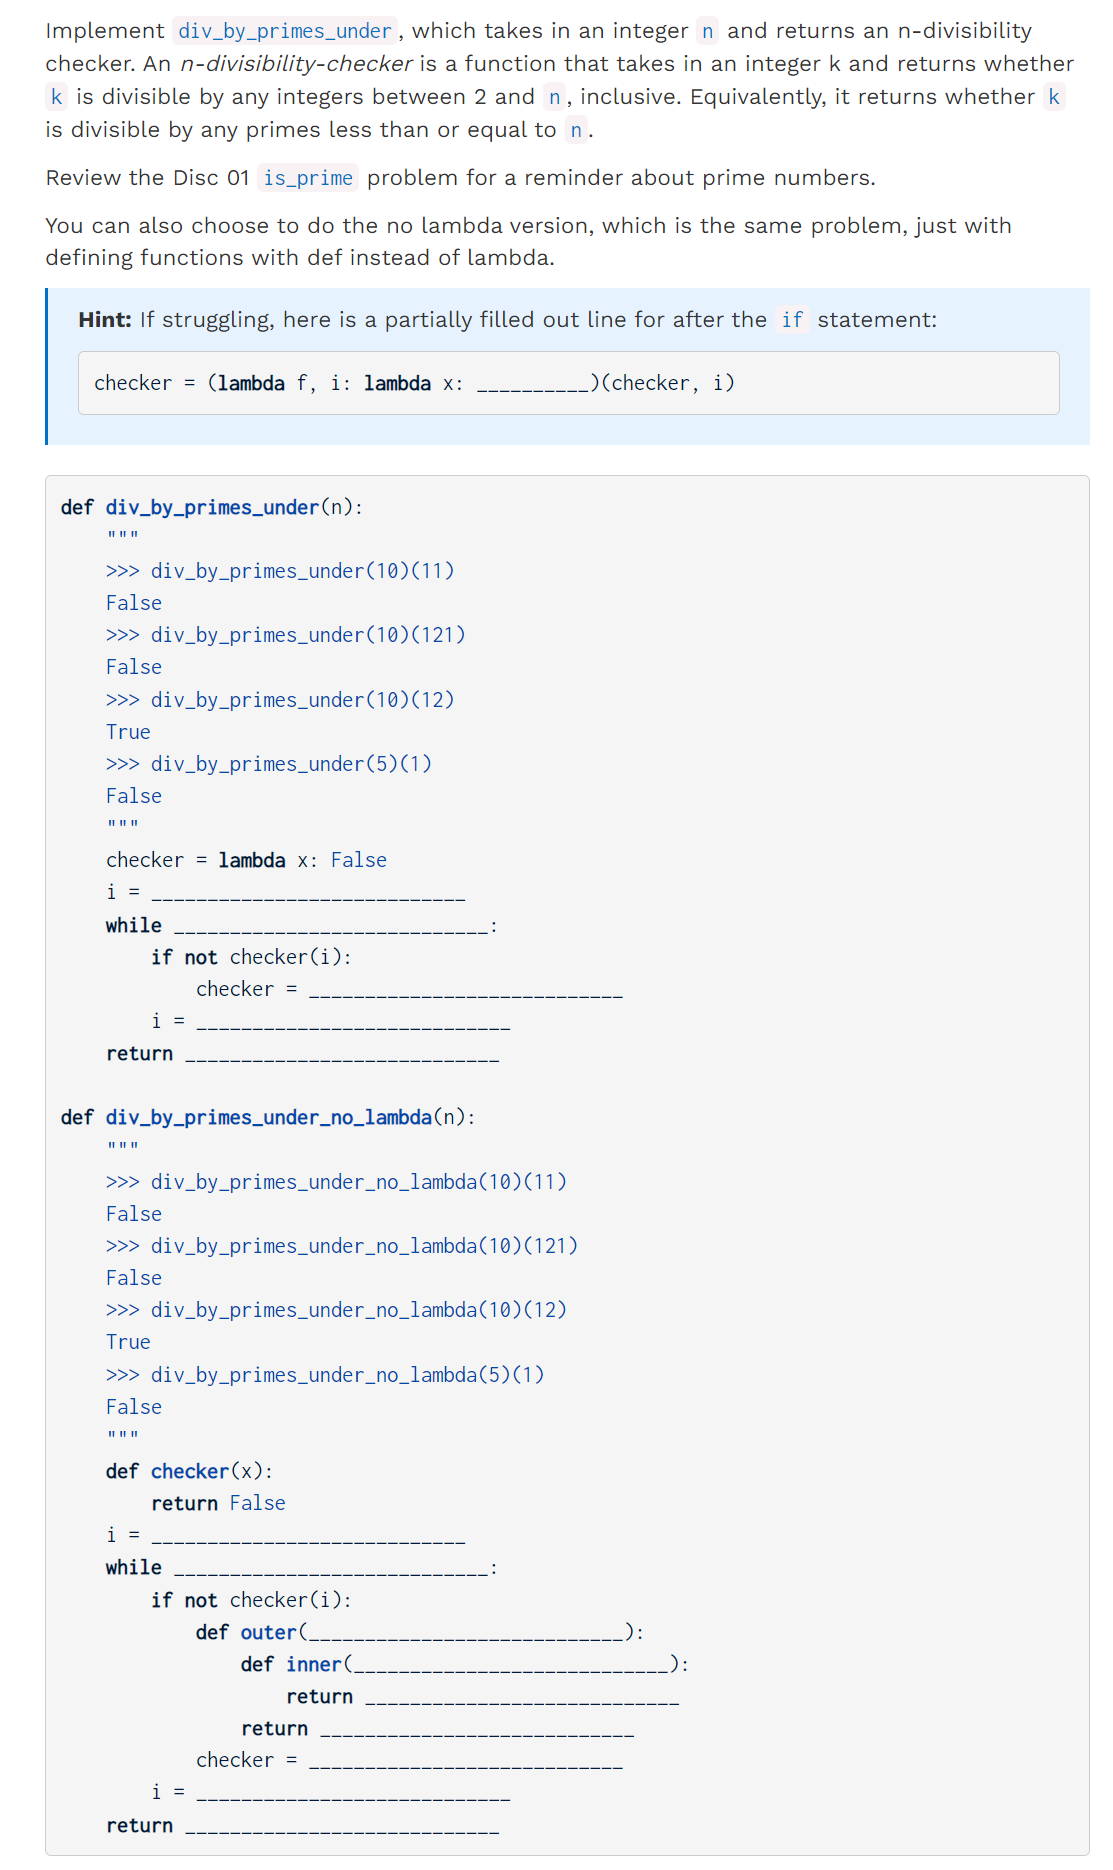 Implement div_by_primes_under, which takes in an integer n and returns an n-divisibility
checker. An n-divisibility-checker is a function that takes in an integer k and returns whether
k is divisible by any integers between 2 and n, inclusive. Equivalently, it returns whether k
is divisible by any primes less than or equal to n.
Review the Disc 01 is_prime problem for a reminder about prime numbers.
You can also choose to do the no lambda version, which is the same problem, just with
defining functions with def instead of lambda.
Hint: If struggling, here is a partially filled out line for after the if statement:
checker = (lambda f, i: lambda x: __________)(checker, i)
def div_by_primes_under(n):
    """
    >>> div_by_primes_under(10)(11)
    False
    >>> div_by_primes_under(10)(121)
    False
    >>> div_by_primes_under(10)(12)
    True
    >>> div_by_primes_under(5)(1)
    False
    """
    checker = lambda x: False
    i = ____________________________
    while ____________________________:
        if not checker(i):
            checker = ____________________________
        i = ____________________________
    return ____________________________
def div_by_primes_under_no_lambda(n):
    """
    >>> div_by_primes_under_no_lambda(10)(11)
    False
    >>> div_by_primes_under_no_lambda(10)(121)
    False
    >>> div_by_primes_under_no_lambda(10)(12)
    True
    >>> div_by_primes_under_no_lambda(5)(1)
    False
    """
    def checker(x):
        return False
    i = ____________________________
    while ____________________________:
        if not checker(i):
            def outer(____________________________):
                def inner(____________________________):
                    return ____________________________
                return ____________________________
            checker = ____________________________
        i = ____________________________
    return ____________________________